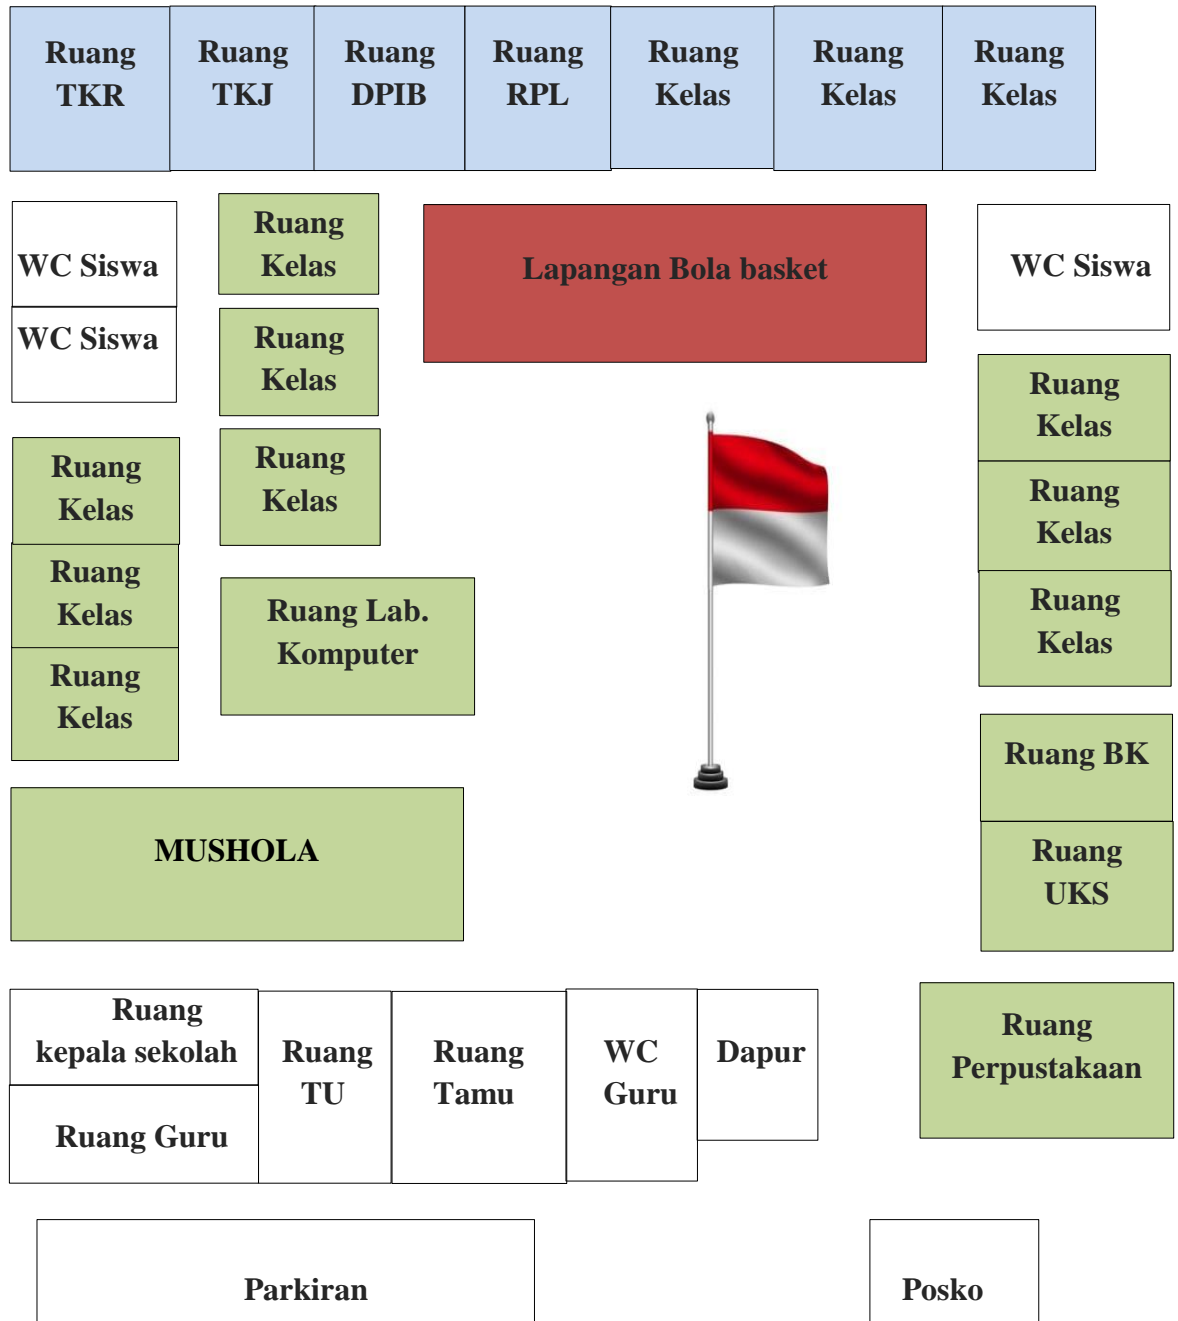 Ruang
TKR
Ruang
TKJ
Ruang
DPIB
Ruang
RPL
Ruang
Kelas
Ruang
Kelas
Ruang
Kelas
WC Siswa
WC Siswa
Ruang
Kelas
Ruang
Kelas
Ruang
Kelas
Lapangan Bola basket
WC Siswa
Ruang
Kelas
Ruang
Kelas
Ruang
Kelas
Ruang
Kelas
Ruang
Kelas
Ruang
Kelas
Ruang Lab.
Komputer
Ruang BK
Ruang
UKS
MUSHOLA
Ruang
kepala sekolah
Ruang Guru
Ruang
TU
Ruang
Tamu
WC
Guru
Dapur
Ruang
Perpustakaan
Parkiran
Posko